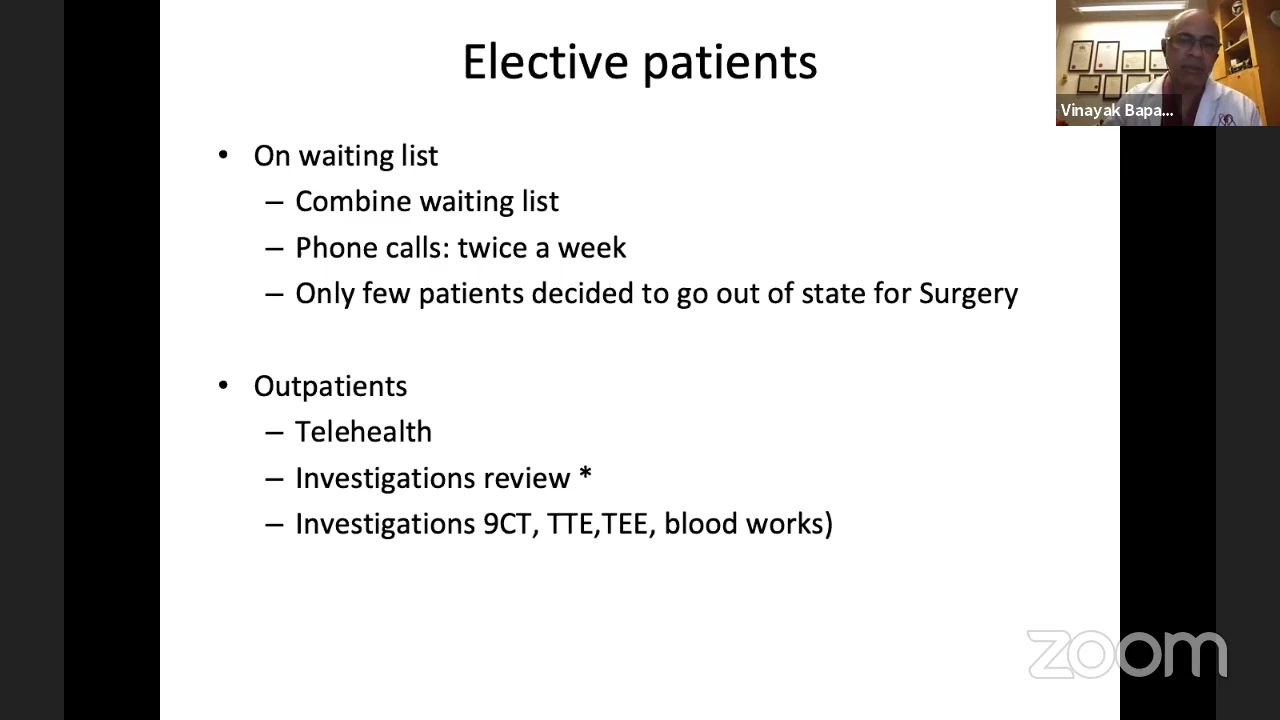 Elective patients
Vinayak Bapa...
• On waiting list
– Combine waiting list
– Phone calls: twice a week
– Only few patients decided to go out of state for Surgery
• Outpatients
– Telehealth
– Investigations review *
– Investigations 9CT, TTE,TEE, blood works)
zoom